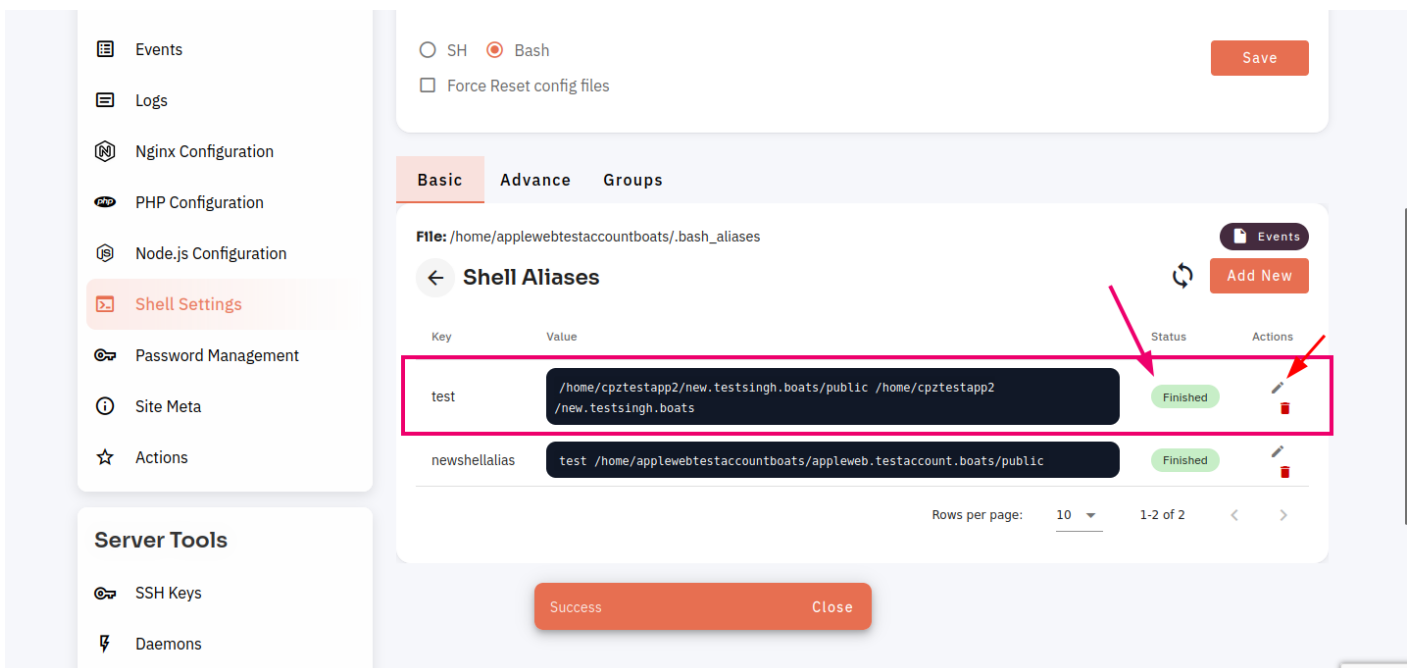 Events
Logs
Nginx Configuration
PHP Configuration
Node.js Configuration
Shell Settings
Password Management
Site Meta
Actions
Server Tools
SSH Keys
Daemons
SH Bash
Save
Force Reset config files
Basic Advance Groups
File: /home/applewebtestaccountboats/.bash_aliases
Events
Shell Aliases
Add New
Key Value Status Actions
test /home/cpztestapp2/new.testsingh.boats/public /home/cpztestapp2 Finished
/new.testsingh.boats
newshellalias test /home/applewebtestaccountboats/appleweb.testaccount.boats/public Finished
Rows per page: 10 1-2 of 2
Success Close